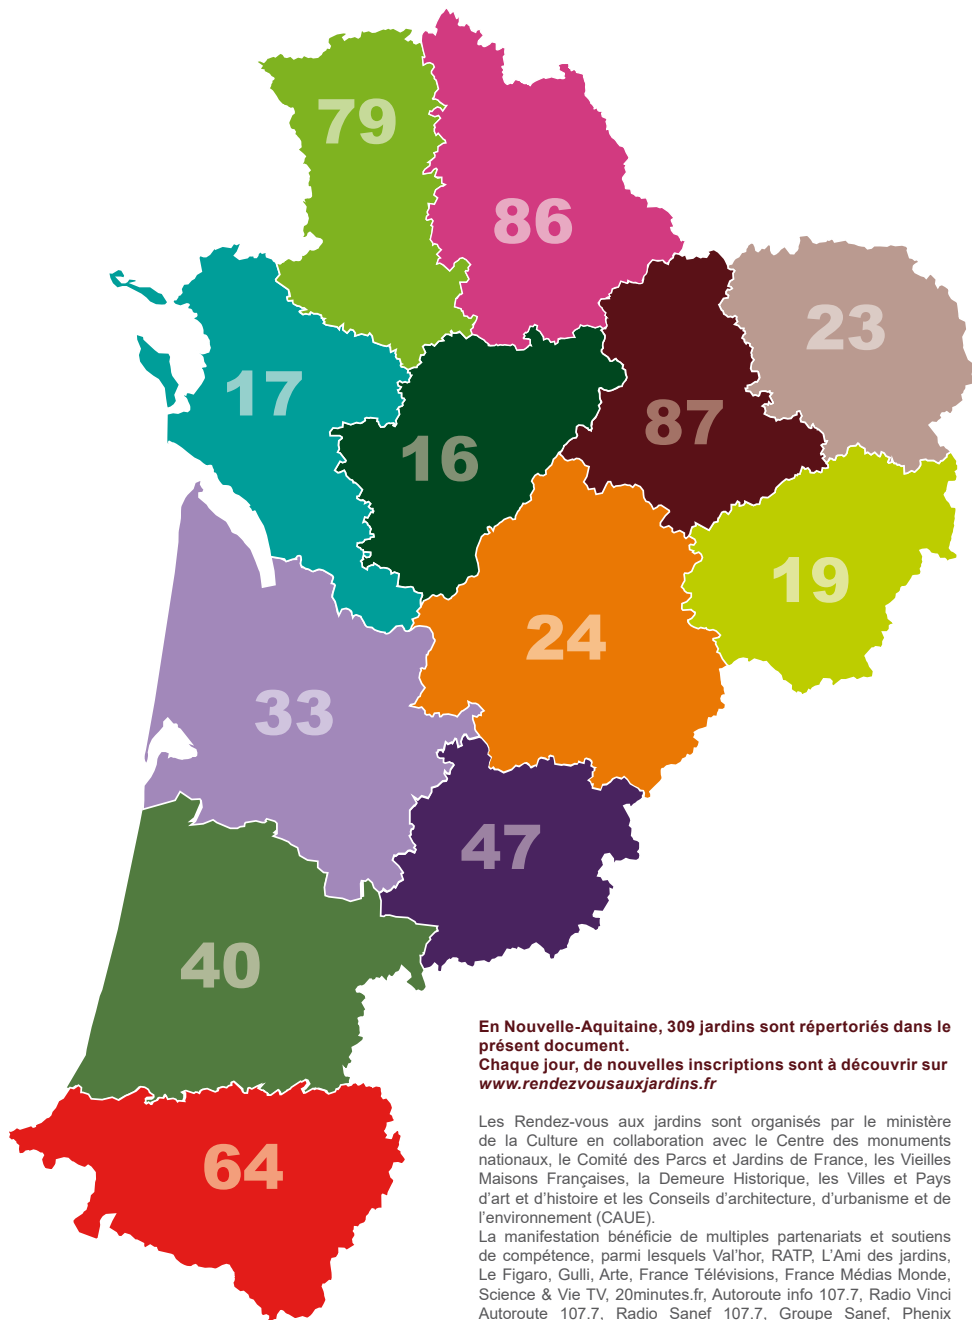 79
86
23
17
87
16
19
24
33
47
40
64
En Nouvelle-Aquitaine, 309 jardins sont répertoriés dans le
présent document.
Chaque jour, de nouvelles inscriptions sont à découvrir sur
www.rendezvousauxjardins.fr
Les Rendez-vous aux jardins sont organisés par le ministère
de la Culture en collaboration avec le Centre des monuments
nationaux, le Comité des Parcs et Jardins de France, les Vieilles
Maisons Françaises, la Demeure Historique, les Villes et Pays
d'art et d'histoire et les Conseils d'architecture, d'urbanisme et de
l'environnement (CAUE).
La manifestation bénéficie de multiples partenariats et soutiens
de compétence, parmi lesquels Val'hor, RATP, L'Ami des jardins,
Le Figaro, Gulli, Arte, France Télévisions, France Médias Monde,
Science & Vie TV, 20minutes.fr, Autoroute info 107.7, Radio Vinci
Autoroute 107.7, Radio Sanef 107.7, Groupe Sanef, Phenix